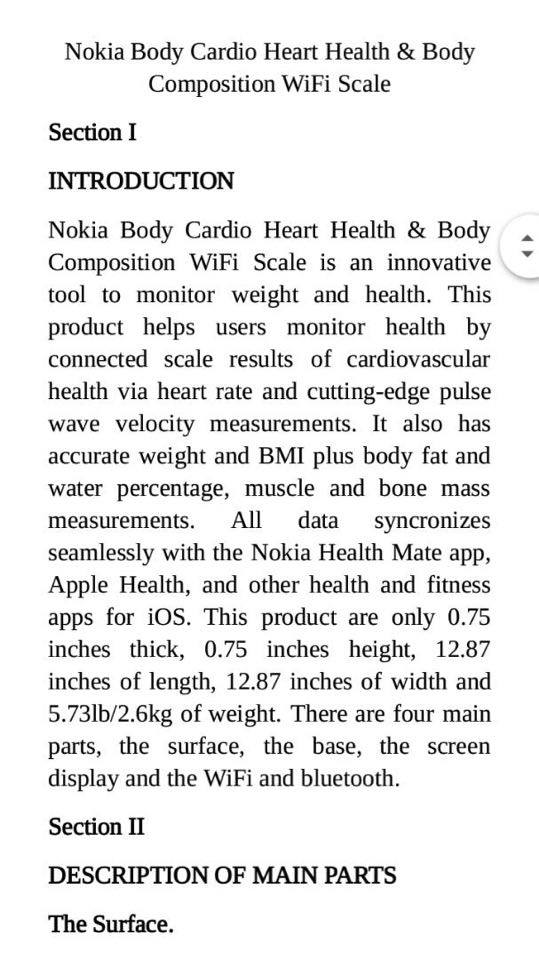 Nokia Body Cardio Heart Health & Body
Composition WiFi Scale
Section I
INTRODUCTION
Nokia Body Cardio Heart Health & Body
Composition WiFi Scale is an innovative
tool to monitor weight and health. This
product helps users monitor health by
connected scale results of cardiovascular
health via heart rate and cutting-edge pulse
wave velocity measurements. It also has
accurate weight and BMI plus body fat and
water percentage, muscle and bone mass
measurements. All data syncronizes
seamlessly with the Nokia Health Mate app,
Apple Health, and other health and fitness
apps for iOS. This product are only 0.75
inches thick, 0.75 inches height, 12.87
inches of length, 12.87 inches of width and
5.73lb/2.6kg of weight. There are four main
parts, the surface, the base, the screen
display and the WiFi and bluetooth.
Section II
DESCRIPTION OF MAIN PARTS
The Surface.